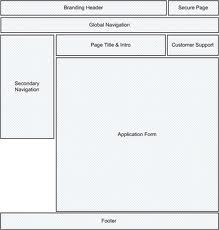 Branding Header
Secure Page
Global Navigation
Page Title & Intro
Customer Support
Secondary
Navigation
Application Form
Footer